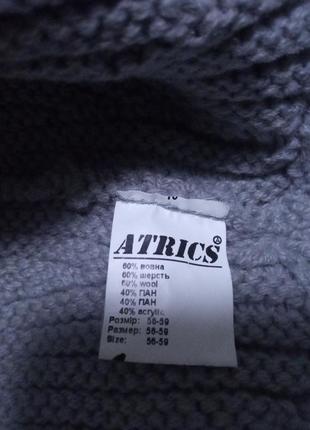 ATRICS
60% вовна
60% шерсть
60% wool
40% ПАН
40% ПАН
40% acrylic
Розмір: 56-59
Размер: 56-59
Size: 56-59